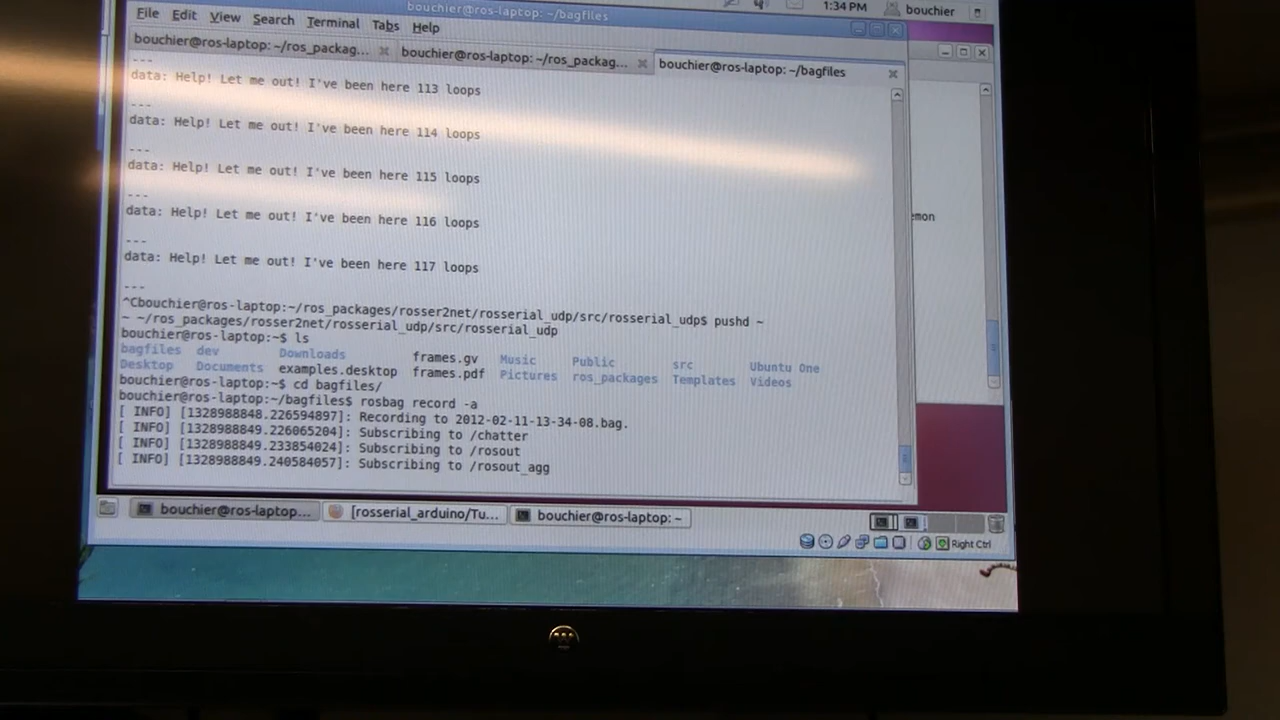 bouchier@ros-laptop: ~/bagfiles
1:34 PM bouchier
File Edit View Search Terminal Tabs Help
bouchier@ros-laptop: ~/ros_packag... bouchier@ros-laptop: ~/ros_packag... bouchier@ros-laptop: ~/bagfiles
---
data: Help! Let me out! I've been here 113 loops
---
data: Help! Let me out! I've been here 114 loops
---
data: Help! Let me out! I've been here 115 loops
---
data: Help! Let me out! I've been here 116 loops
---
data: Help! Let me out! I've been here 117 loops
---
^Cbouchier@ros-laptop:~/ros_packages/rosser2net/rosserial_udp/src/rosserial_udp$ pushd ~
~ ~/ros_packages/rosser2net/rosserial_udp/src/rosserial_udp
bouchier@ros-laptop:~$ ls
bagfiles dev Downloads frames.gv Music Public src Ubuntu One
Desktop Documents examples.desktop frames.pdf Pictures ros_packages Templates Videos
bouchier@ros-laptop:~$ cd bagfiles/
bouchier@ros-laptop:~/bagfiles$ rosbag record -a
[ INFO] [1328988848.226594897]: Recording to 2012-02-11-13-34-08.bag.
[ INFO] [1328988849.226065204]: Subscribing to /chatter
[ INFO] [1328988849.233854024]: Subscribing to /rosout
[ INFO] [1328988849.240584057]: Subscribing to /rosout_agg
emon
bouchier@ros-laptop... [rosserial_arduino/Tu... bouchier@ros-laptop: ~
Right Ctrl